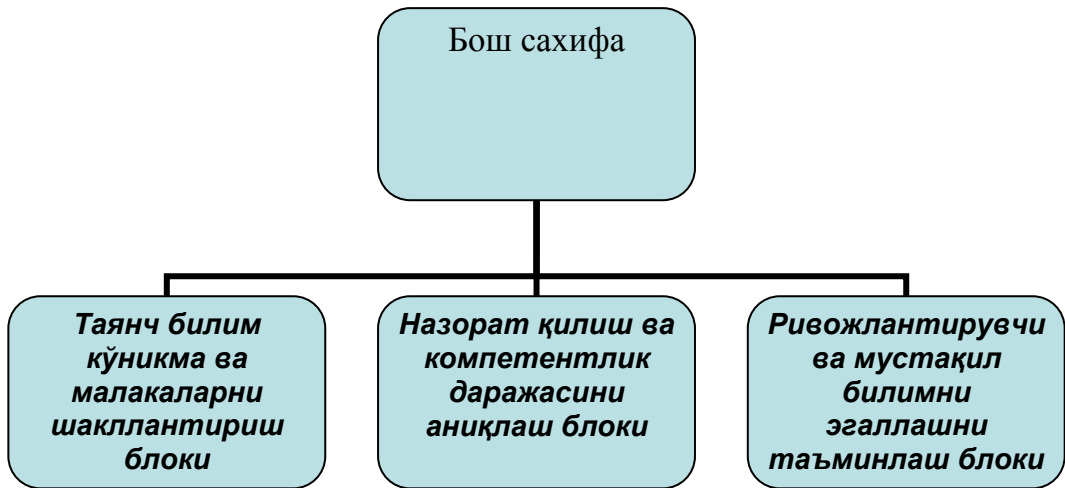 Бош сахифа
Таянч билим
кўникма ва
малакаларни
шакллантириш
блоки
Назорат қилиш ва
компетентлик
даражасини
аниқлаш блоки
Ривожлантирувчи
ва мустақил
билимни
эгаллашни
таъминлаш блоки